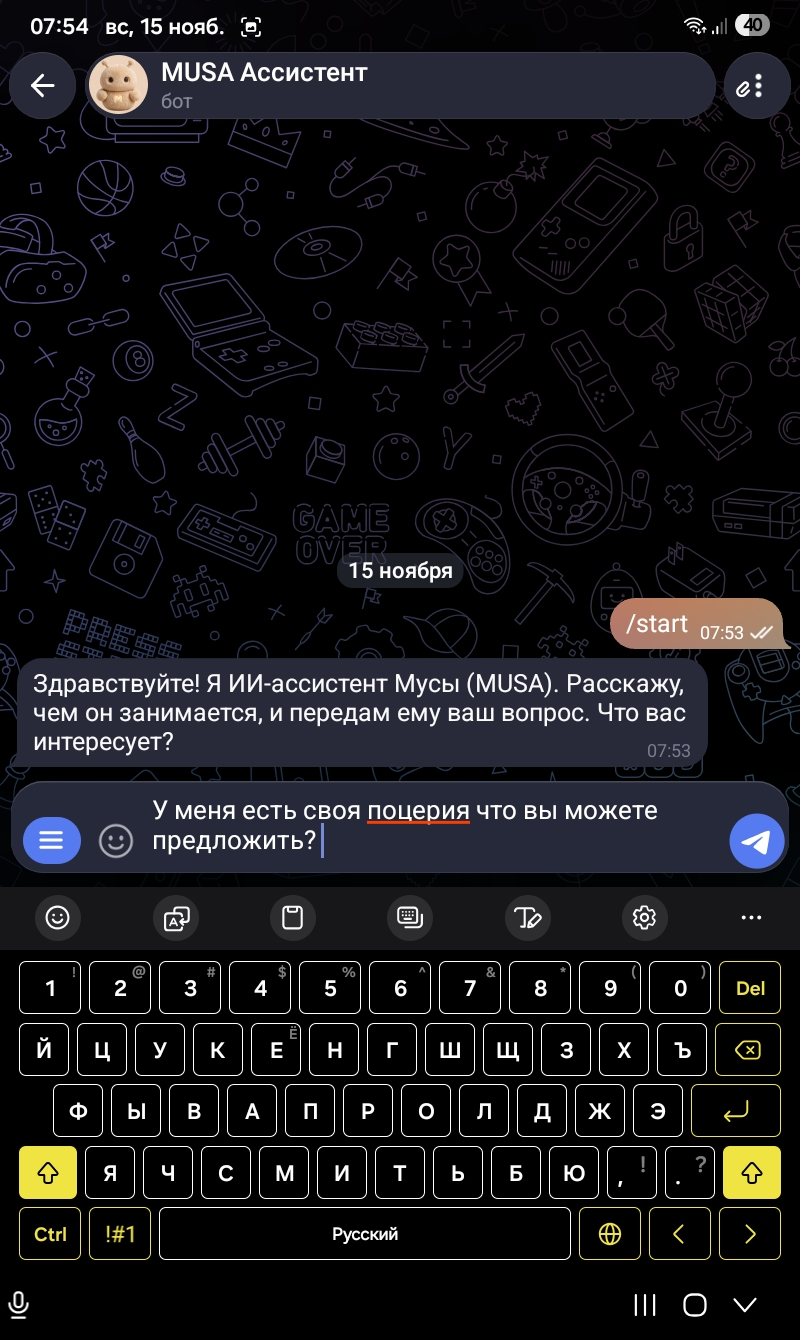 07:54 вс, 15 нояб. 40
MUSA Ассистент
бот
GAME
OVER
15 ноября
PRESS
/start 07:53
Здравствуйте! Я ИИ-ассистент Мусы (MUSA). Расскажу,
чем он занимается, и передам ему ваш вопрос. Что вас
интересует?
07:53
У меня есть своя поцерия что вы можете
предложить?
! @ # $ % ^ & * ( )
1 2 3 4 5 6 7 8 9 0 Del
Й Ц У К Е Ё Н Г Ш Щ З Х Ъ
Ф Ы В А П Р О Л Д Ж Э
Я Ч С М И Т Ь Б Ю , ! . ?
Ctrl !#1 Русский